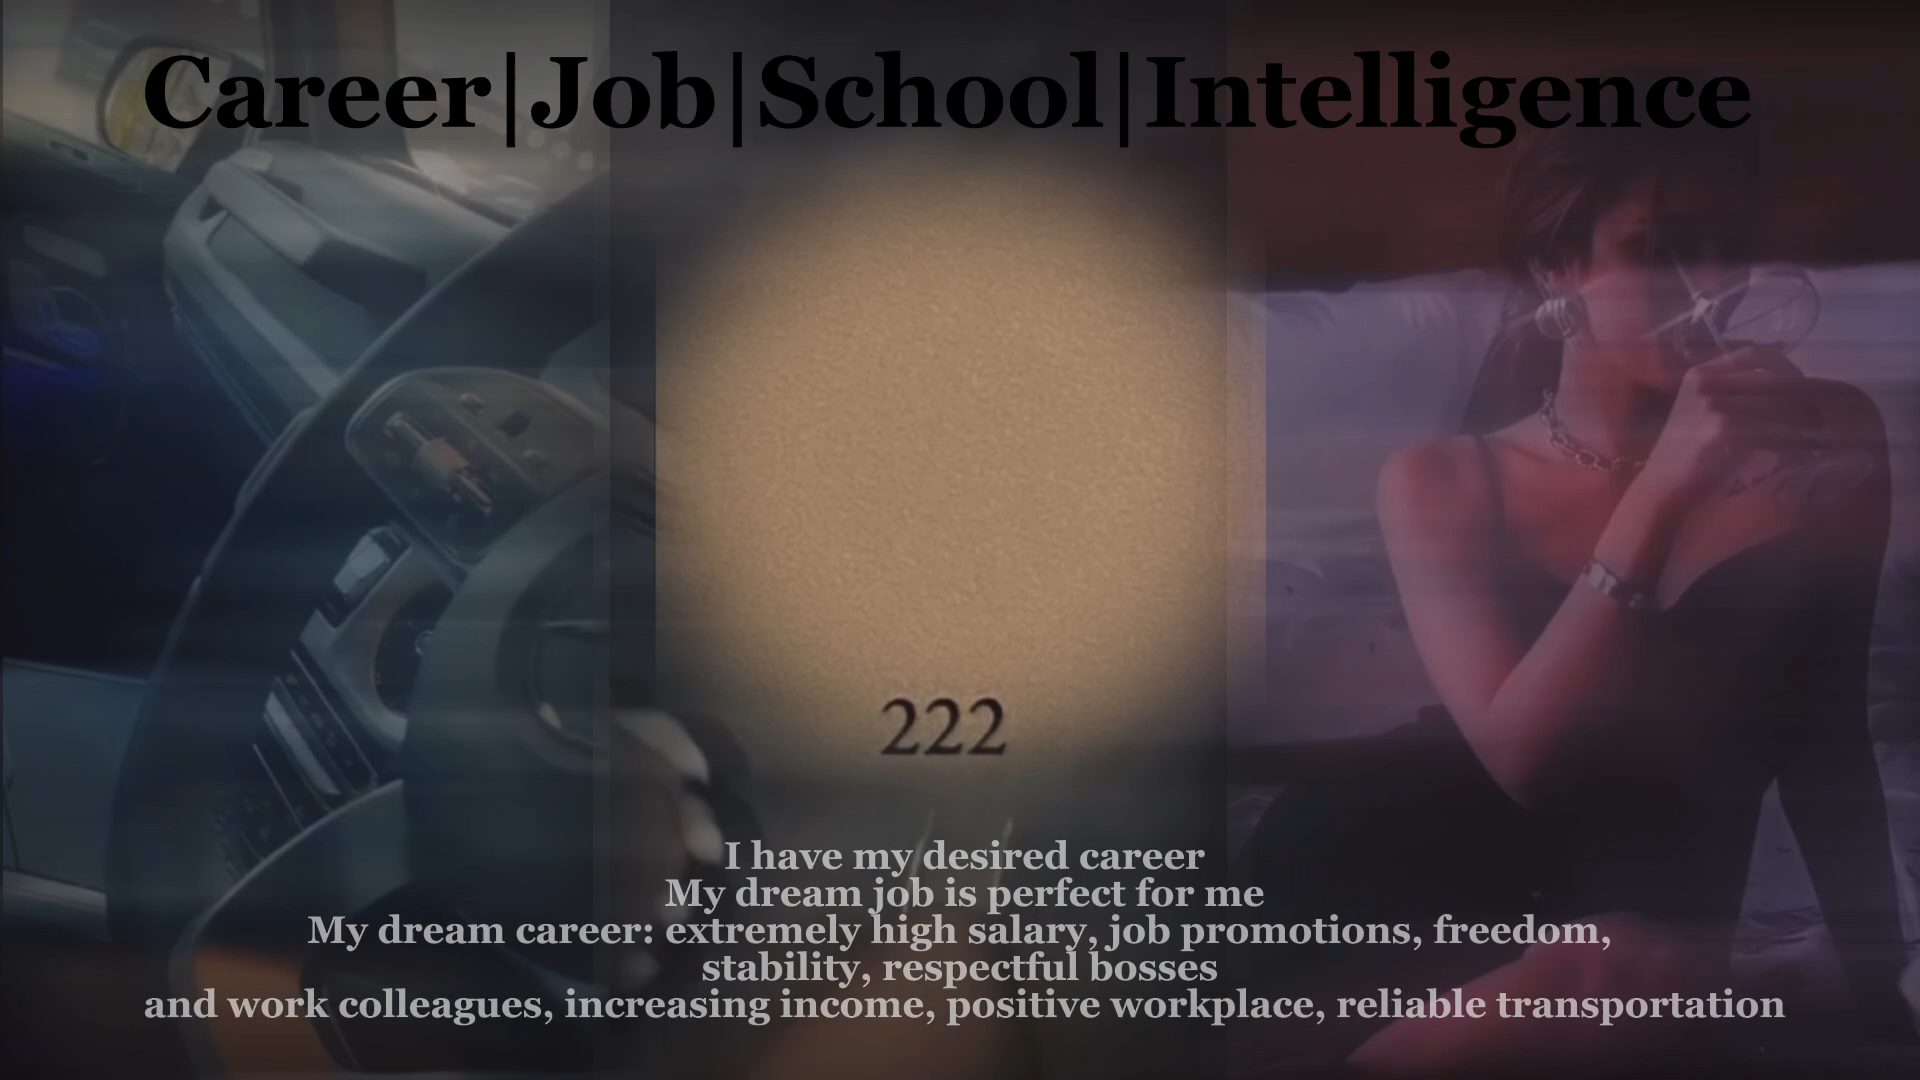 Career|Job|School|Intelligence
222
I have my desired career
My dream job is perfect for me
My dream career: extremely high salary, job promotions, freedom,
stability, respectful bosses
and work colleagues, increasing income, positive workplace, reliable transportation